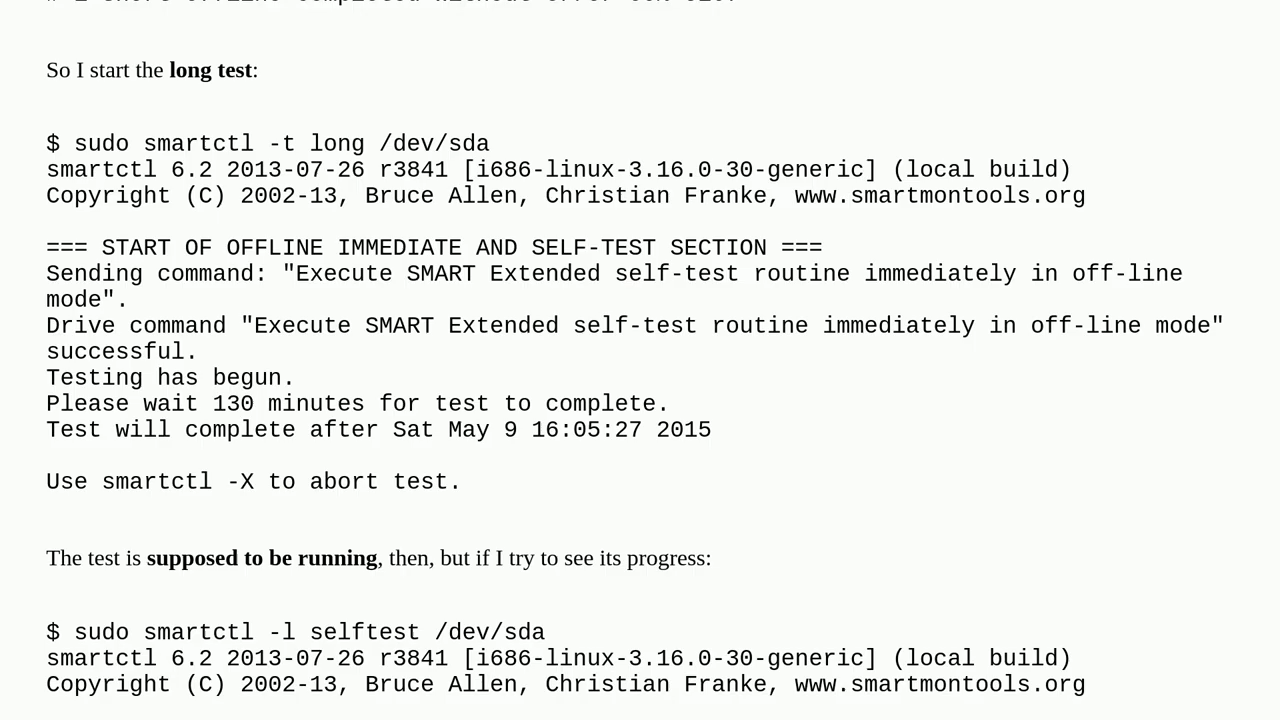 So I start the long test:
$ sudo smartctl -t long /dev/sda
smartctl 6.2 2013-07-26 r3841 [i686-linux-3.16.0-30-generic] (local build)
Copyright (C) 2002-13, Bruce Allen, Christian Franke, www.smartmontools.org
=== START OF OFFLINE IMMEDIATE AND SELF-TEST SECTION ===
Sending command: "Execute SMART Extended self-test routine immediately in off-line
mode".
Drive command "Execute SMART Extended self-test routine immediately in off-line mode"
successful.
Testing has begun.
Please wait 130 minutes for test to complete.
Test will complete after Sat May 9 16:05:27 2015
Use smartctl -X to abort test.
The test is supposed to be running, then, but if I try to see its progress:
$ sudo smartctl -l selftest /dev/sda
smartctl 6.2 2013-07-26 r3841 [i686-linux-3.16.0-30-generic] (local build)
Copyright (C) 2002-13, Bruce Allen, Christian Franke, www.smartmontools.org